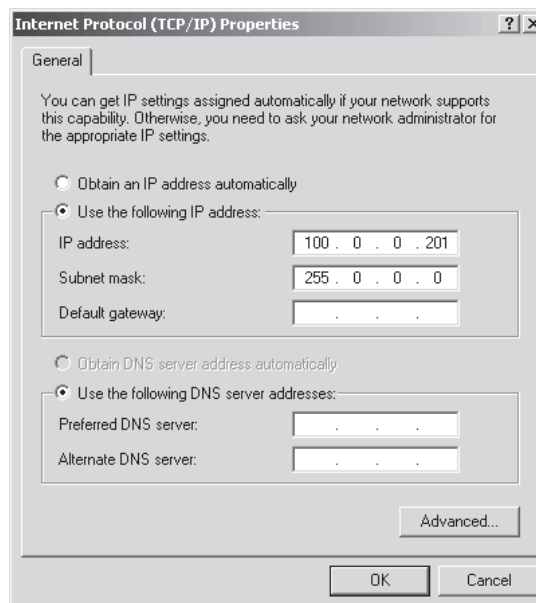 Internet Protocol (TCP/IP) Properties
General
You can get IP settings assigned automatically if your network supports
this capability. Otherwise, you need to ask your network administrator for
the appropriate IP settings.
Obtain an IP address automatically
Use the following IP address:
IP address: 100 . 0 . 0 . 201
Subnet mask: 255 . 0 . 0 . 0
Default gateway: . . .
Obtain DNS server address automatically
Use the following DNS server addresses:
Preferred DNS server: . . .
Alternate DNS server: . . .
Advanced...
OK Cancel